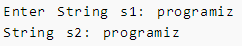 Enter String s1: programiz
String s2: programiz